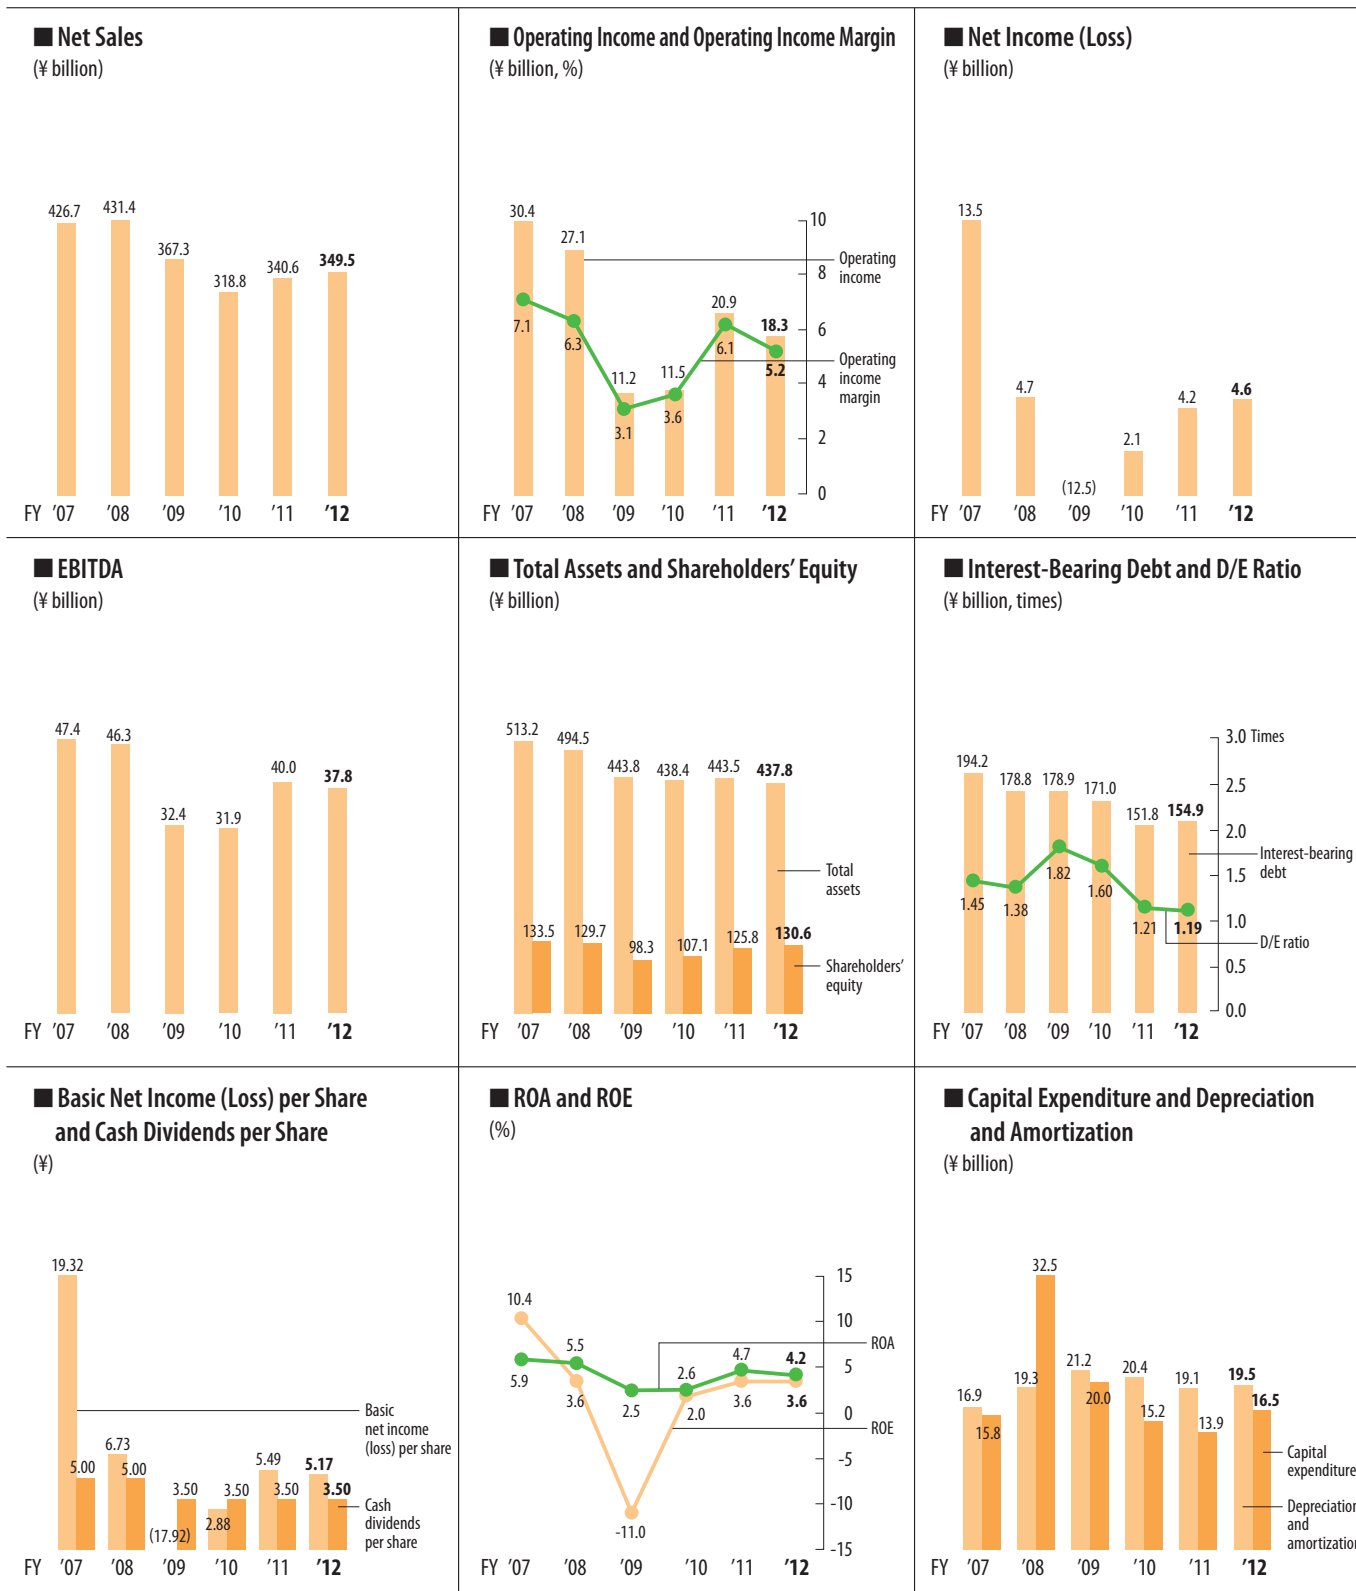 ■ Net Sales
(¥ billion)
426.7
431.4
367.3
318.8
340.6
349.5
FY ’07 ’08 ’09 ’10 ’11 ’12
■ Operating Income and Operating Income Margin
(¥ billion, %)
30.4
27.1
11.2
11.5
20.9
18.3
7.1
6.3
3.1
3.6
6.1
5.2
10
8
6
4
2
0
Operating
income
Operating
income
margin
FY ’07 ’08 ’09 ’10 ’11 ’12
■ Net Income (Loss)
(¥ billion)
13.5
4.7
(12.5)
2.1
4.2
4.6
FY ’07 ’08 ’09 ’10 ’11 ’12
■ EBITDA
(¥ billion)
47.4
46.3
32.4
31.9
40.0
37.8
FY ’07 ’08 ’09 ’10 ’11 ’12
■ Total Assets and Shareholders’ Equity
(¥ billion)
513.2
494.5
443.8
438.4
443.5
437.8
133.5
129.7
98.3
107.1
125.8
130.6
Total
assets
Shareholders’
equity
FY ’07 ’08 ’09 ’10 ’11 ’12
■ Interest-Bearing Debt and D/E Ratio
(¥ billion, times)
194.2
178.8
178.9
171.0
151.8
154.9
1.45
1.38
1.82
1.60
1.21
1.19
3.0 Times
2.5
2.0
1.5
1.0
0.5
0.0
Interest-bearing
debt
D/E ratio
FY ’07 ’08 ’09 ’10 ’11 ’12
■ Basic Net Income (Loss) per Share
and Cash Dividends per Share
(¥)
19.32
6.73
(17.92)
2.88
5.49
5.17
5.00
5.00
3.50
3.50
3.50
3.50
Basic
net income
(loss) per share
Cash
dividends
per share
FY ’07 ’08 ’09 ’10 ’11 ’12
■ ROA and ROE
(%)
10.4
3.6
-11.0
2.0
3.6
3.6
5.9
5.5
2.5
2.6
4.7
4.2
15
10
5
0
-5
-10
-15
ROA
ROE
FY ’07 ’08 ’09 ’10 ’11 ’12
■ Capital Expenditure and Depreciation
and Amortization
(¥ billion)
16.9
19.3
21.2
20.4
19.1
19.5
15.8
32.5
20.0
15.2
13.9
16.5
Capital
expenditure
Depreciation
and
amortization
FY ’07 ’08 ’09 ’10 ’11 ’12